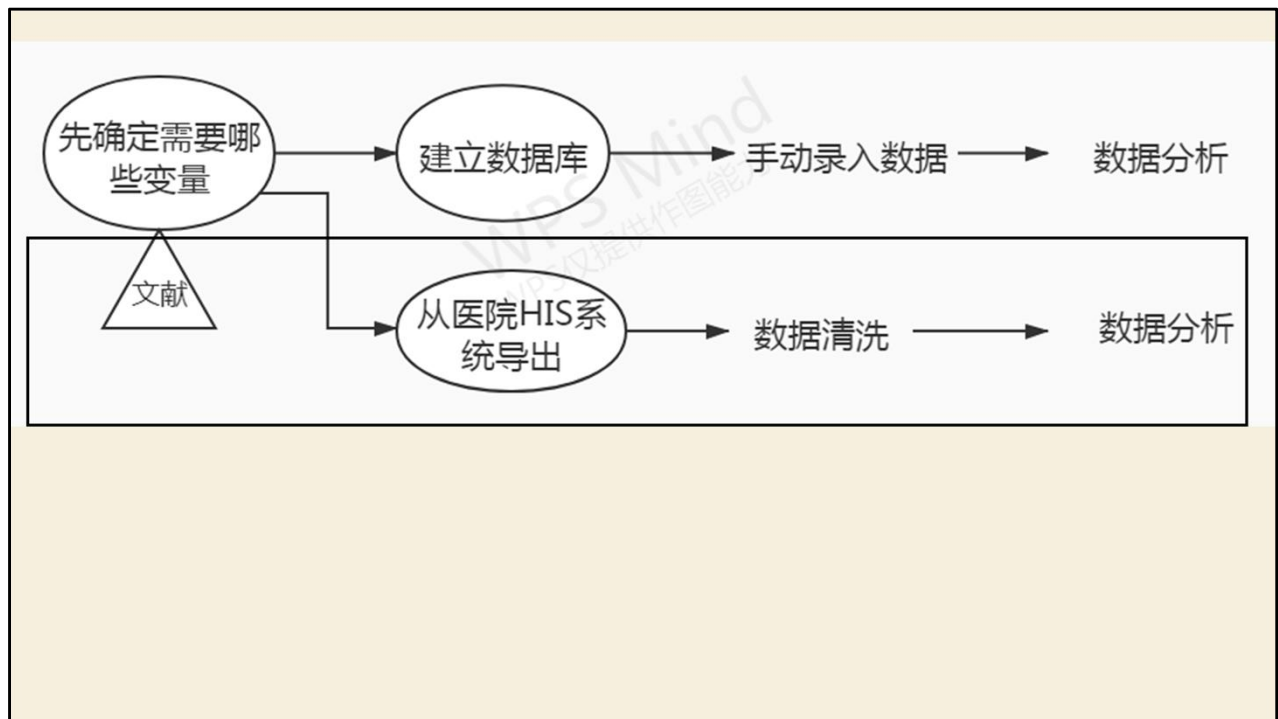 先确定需要哪
些变量
建立数据库
手动录入数据
数据分析
文献
从医院HIS系
统导出
数据清洗
数据分析
WPS Mind